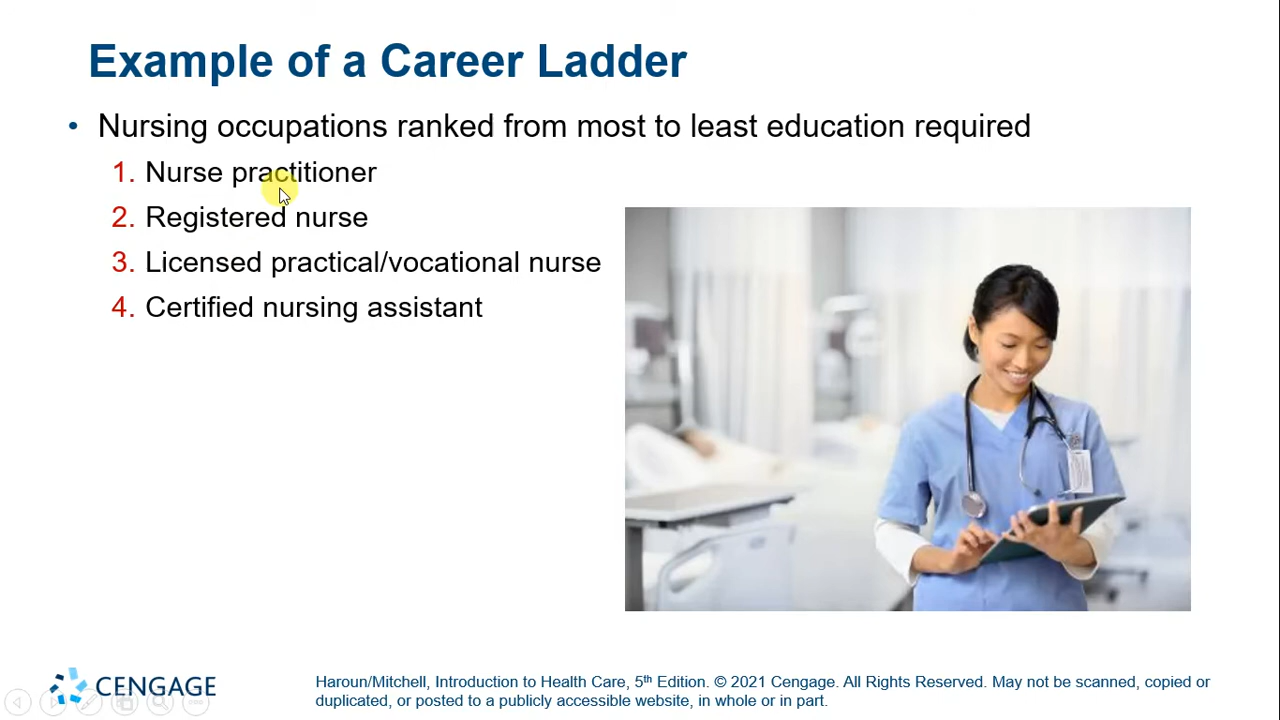 Example of a Career Ladder
• Nursing occupations ranked from most to least education required
1. Nurse practitioner
2. Registered nurse
3. Licensed practical/vocational nurse
4. Certified nursing assistant
CENGAGE
Haroun/Mitchell, Introduction to Health Care, 5th Edition. © 2021 Cengage. All Rights Reserved. May not be scanned, copied or
duplicated, or posted to a publicly accessible website, in whole or in part.